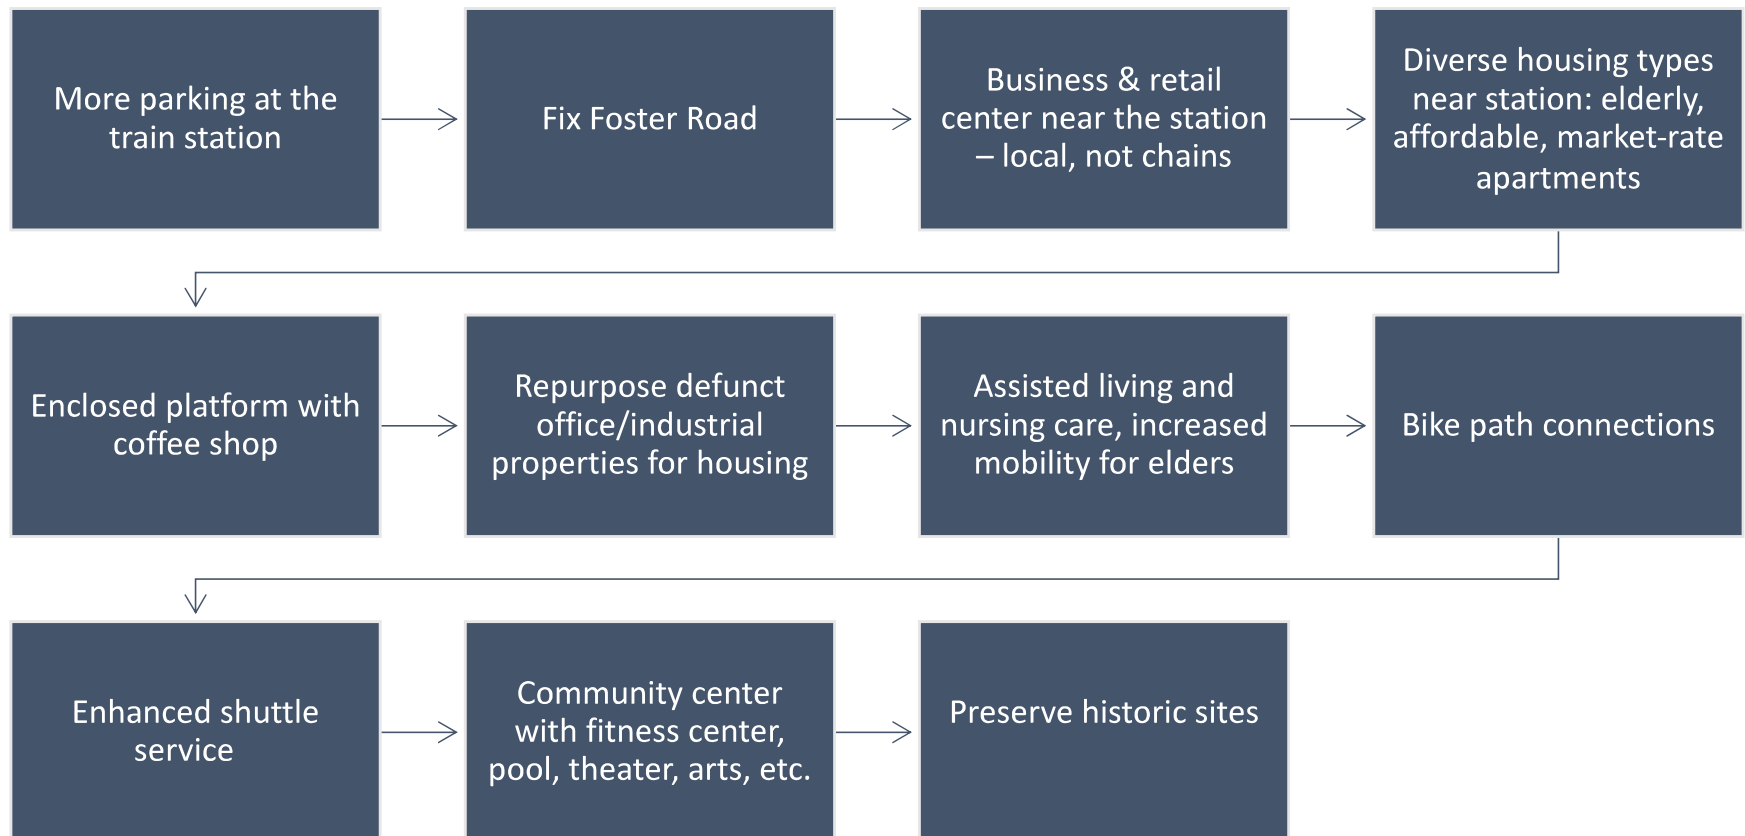 More parking at the
train station
Fix Foster Road
Business & retail
center near the station
– local, not chains
Diverse housing types
near station: elderly,
affordable, market-rate
apartments
Enclosed platform with
coffee shop
Repurpose defunct
office/industrial
properties for housing
Assisted living and
nursing care, increased
mobility for elders
Bike path connections
Enhanced shuttle
service
Community center
with fitness center,
pool, theater, arts, etc.
Preserve historic sites